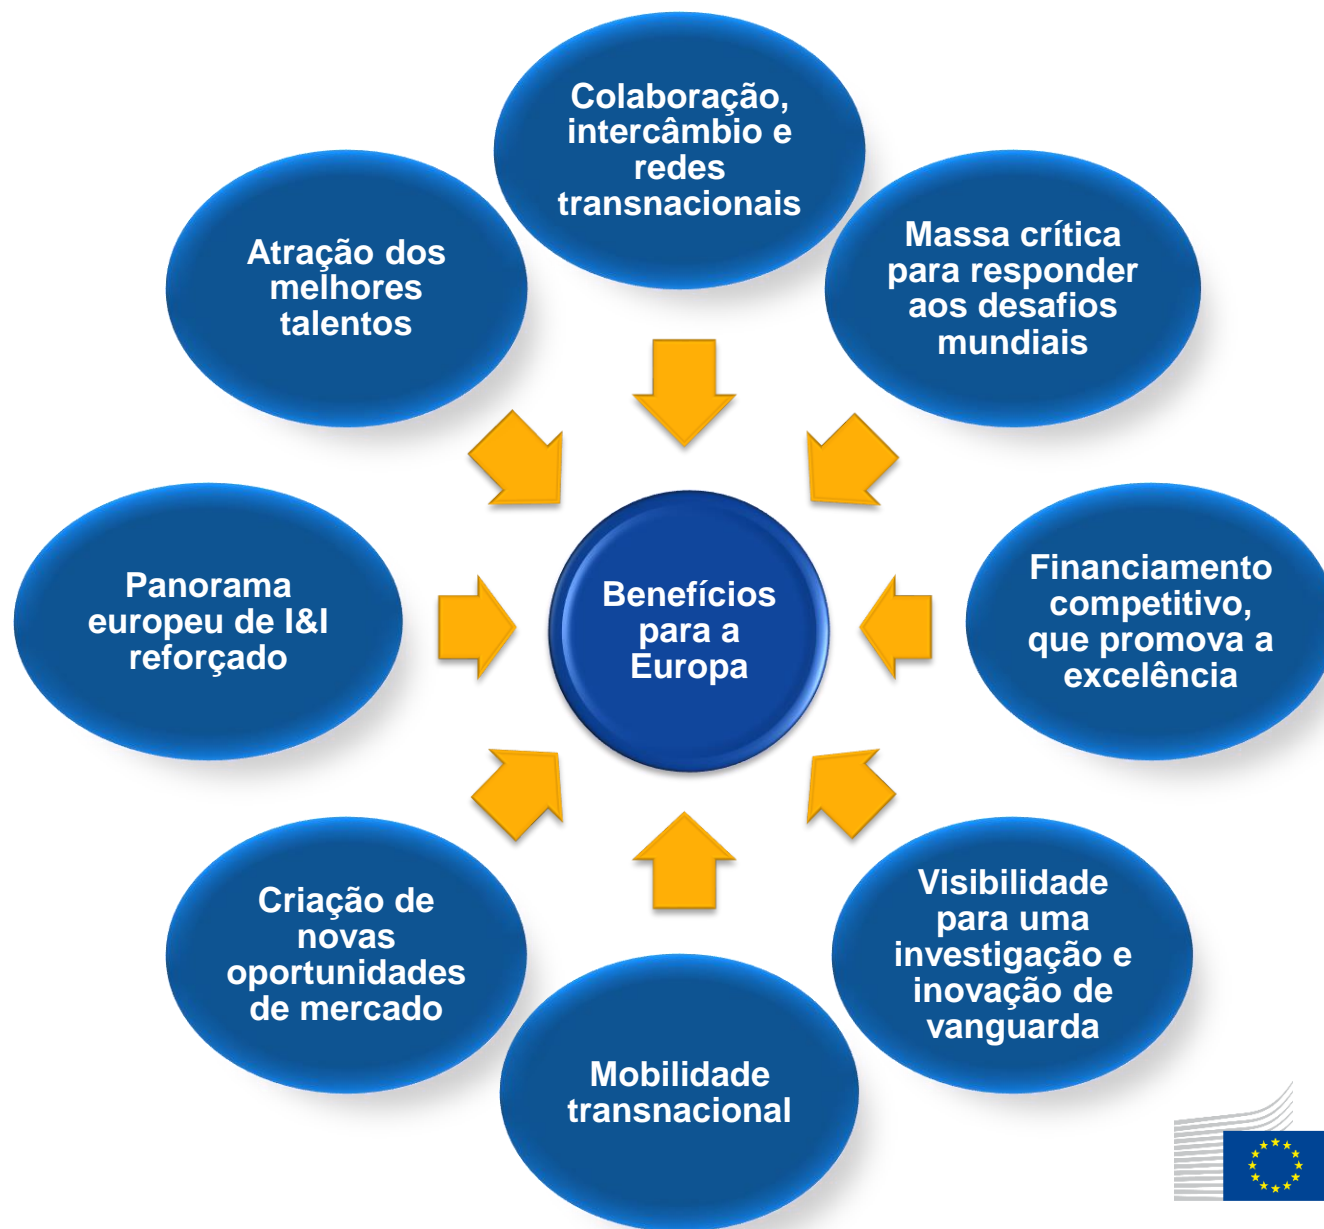 Colaboração,
intercâmbio e
redes
transnacionais
Atração dos
melhores
talentos
Massa crítica
para responder
aos desafios
mundiais
Panorama
europeu de I&I
reforçado
Benefícios
para a
Europa
Financiamento
competitivo,
que promova a
excelência
Criação de
novas
oportunidades
de mercado
Visibilidade
para uma
investigação e
inovação de
vanguarda
Mobilidade
transnacional